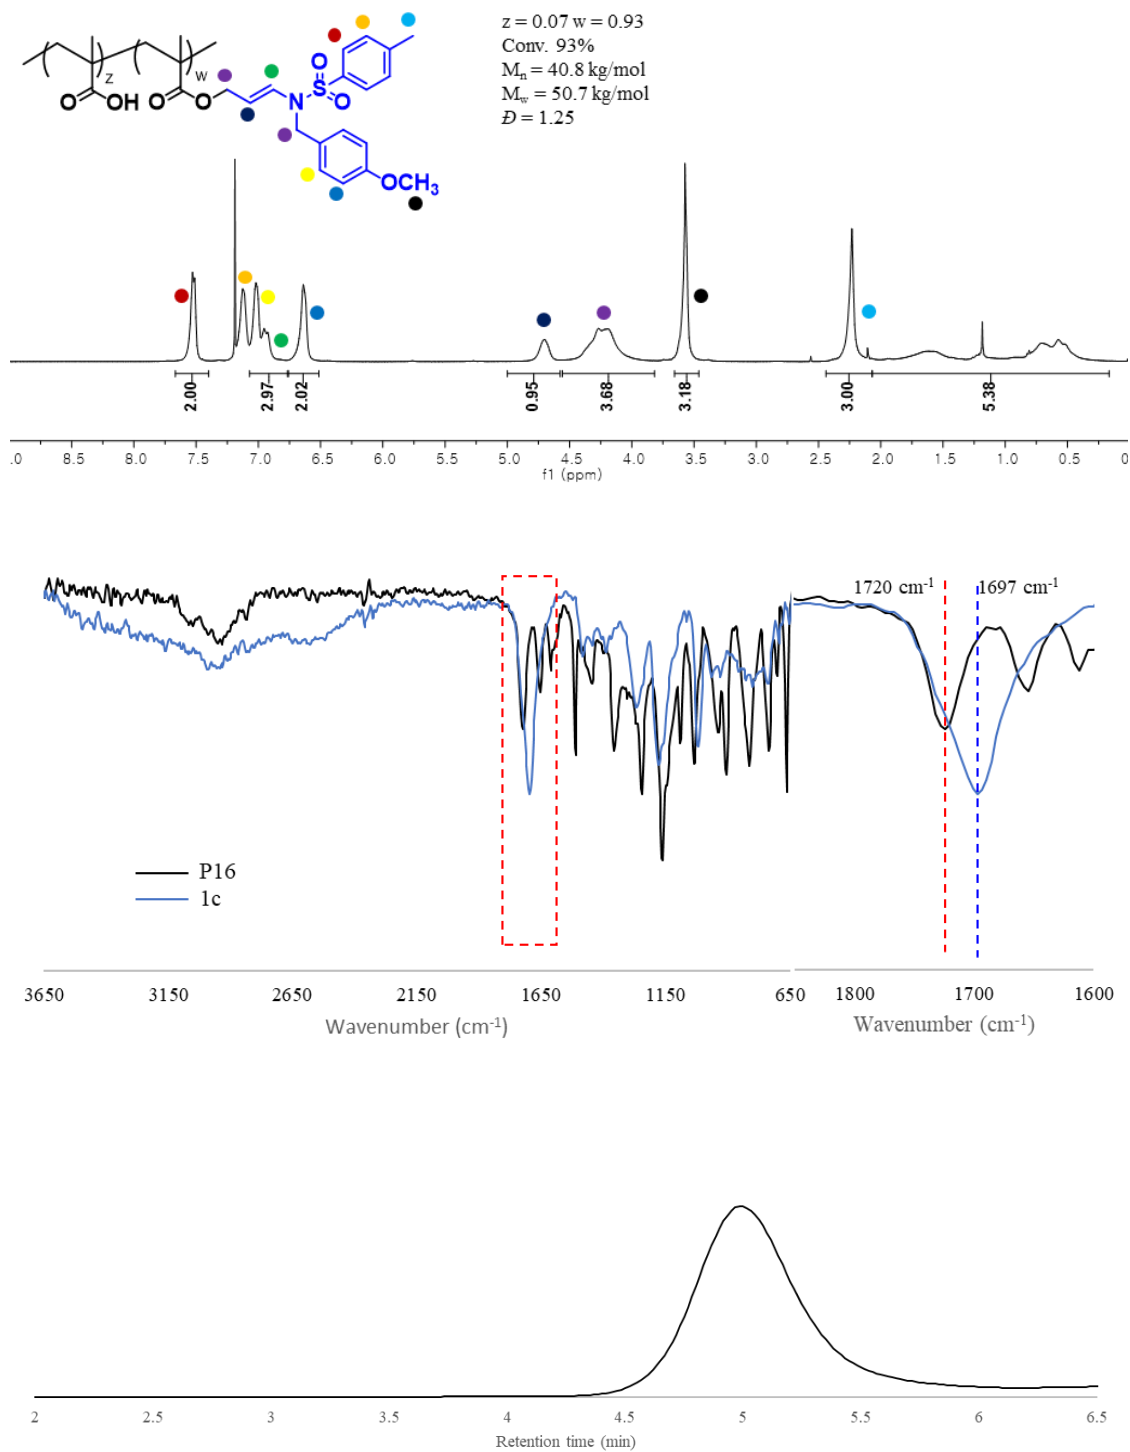 z = 0.07 w = 0.93
Conv. 93%
Mn = 40.8 kg/mol
Mw = 50.7 kg/mol
Đ = 1.25
z
w
O
OH
O
O
O
S
O
N
OCH3
2.00
2.97
2.02
0.95
3.68
3.18
3.00
5.38
.0 8.5 8.0 7.5 7.0 6.5 6.0 5.5 5.0 4.5 4.0 3.5 3.0 2.5 2.0 1.5 1.0 0.5 0
f1 (ppm)
1720 cm-1 1697 cm-1
P16
1c
3650 3150 2650 2150 1650 1150 650 1800 1700 1600
Wavenumber (cm-1) Wavenumber (cm-1)
2 2.5 3 3.5 4 4.5 5 5.5 6 6.5
Retention time (min)